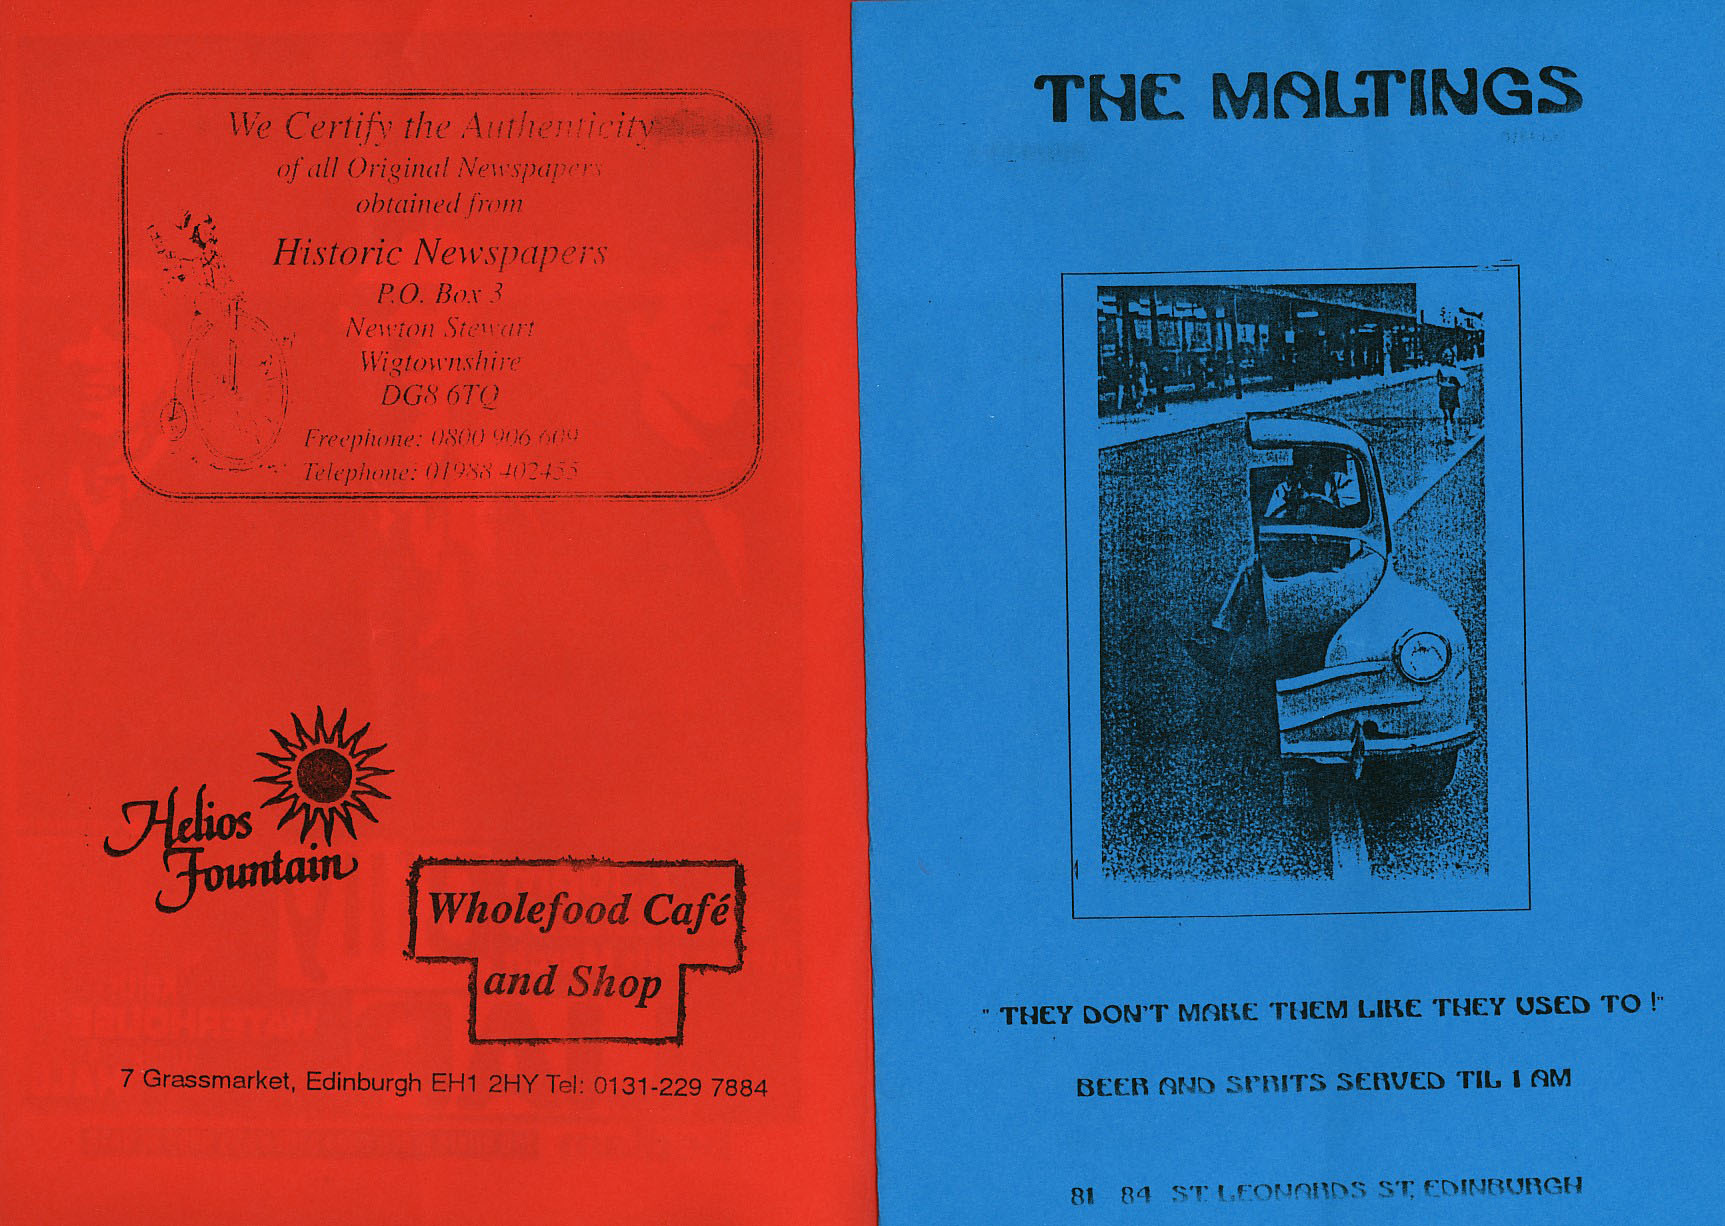 We Certify the Authenticity
of all Original Newspapers
obtained from
Historic Newspapers
P.O. Box 3
Newton Stewart
Wigtownshire
DG8 6TQ
Freephone: 0800 906 609
Telephone: 01988 402455
Helios
Fountain
Wholefood Café
and Shop
7 Grassmarket, Edinburgh EH1 2HY Tel: 0131-229 7884
THE MALTINGS
" THEY DON'T MAKE THEM LIKE THEY USED TO !"
BEER AND SPRITS SERVED TIL 1 AM
81 84 ST. LEONARDS ST, EDINBURGH